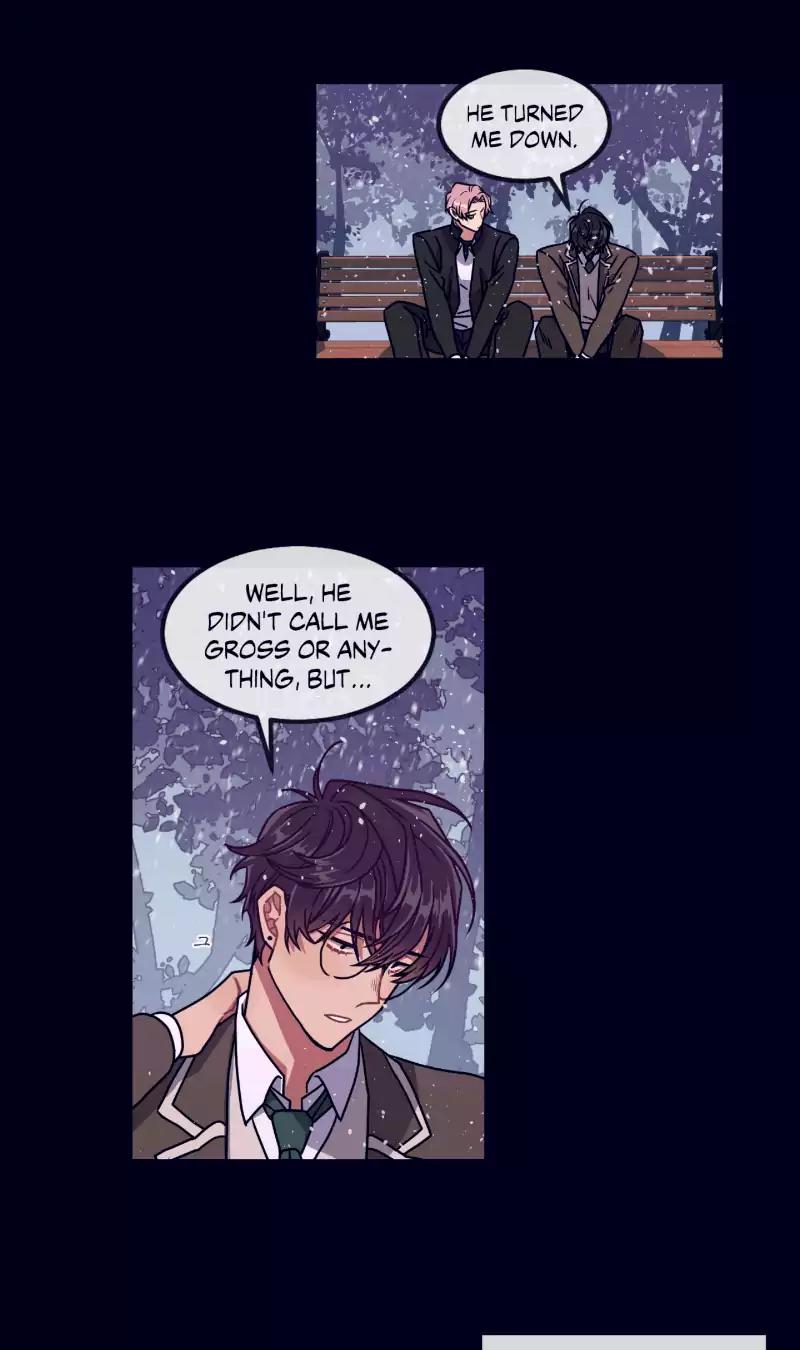 HE TURNED
ME DOWN.
WELL, HE
DIDN'T CALL ME
GROSS OR ANY-
THING, BUT...